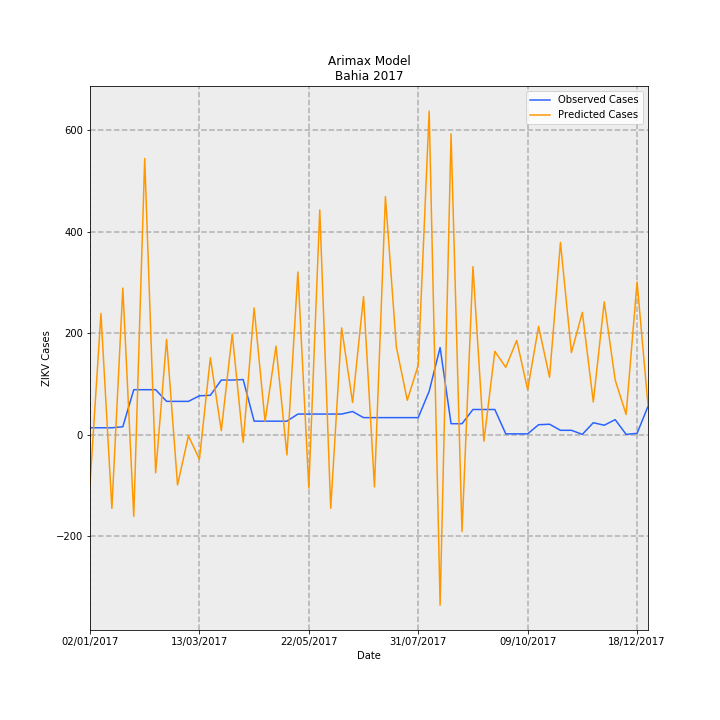 Arimax Model
Bahia 2017
Observed Cases
Predicted Cases
600
400
200
0
−200
ZIKV Cases
02/01/2017 13/03/2017 22/05/2017 31/07/2017 09/10/2017 18/12/2017
Date